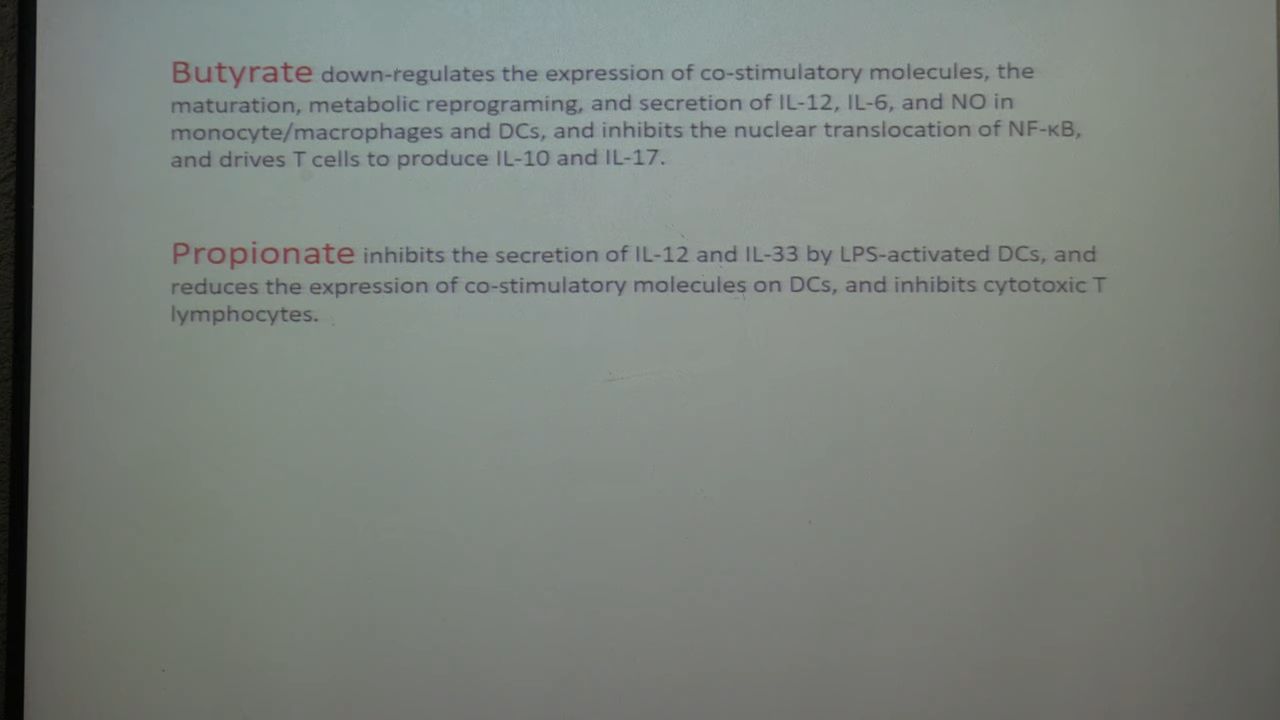 Butyrate down-regulates the expression of co-stimulatory molecules, the
maturation, metabolic reprograming, and secretion of IL-12, IL-6, and NO in
monocyte/macrophages and DCs, and inhibits the nuclear translocation of NF-κB,
and drives T cells to produce IL-10 and IL-17.
Propionate inhibits the secretion of IL-12 and IL-33 by LPS-activated DCs, and
reduces the expression of co-stimulatory molecules on DCs, and inhibits cytotoxic T
lymphocytes.